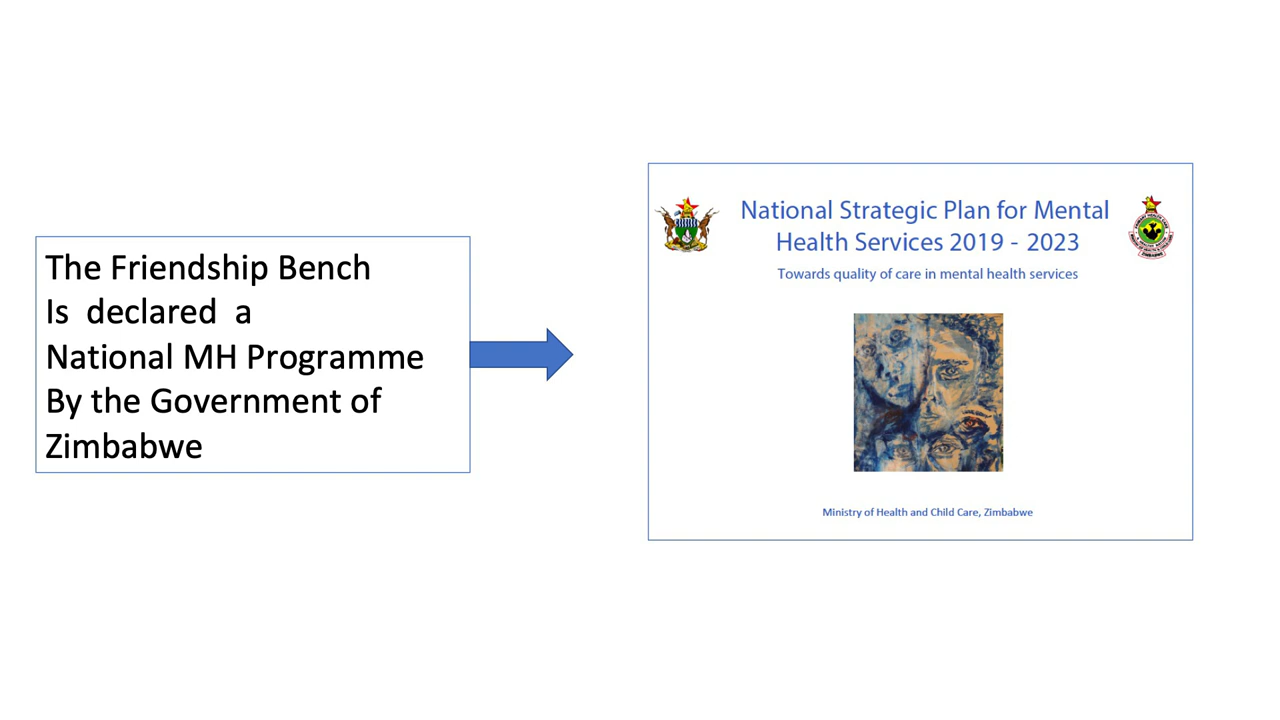 The Friendship Bench
Is declared a
National MH Programme
By the Government of
Zimbabwe
National Strategic Plan for Mental
Health Services 2019 - 2023
Towards quality of care in mental health services
Ministry of Health and Child Care, Zimbabwe